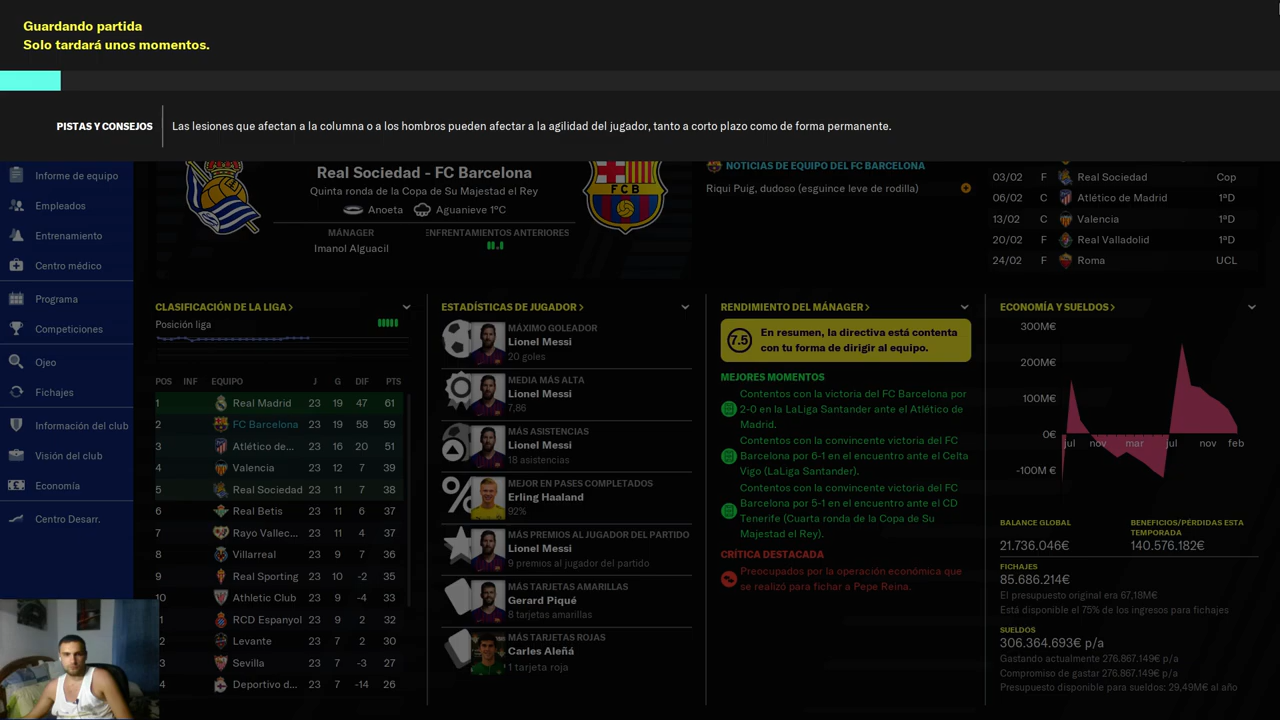 Guardando partida
Solo tardará unos momentos.
PISTAS Y CONSEJOS
Las lesiones que afectan a la columna o a los hombros pueden afectar a la agilidad del jugador, tanto a corto plazo como de forma permanente.
Informe de equipo
Empleados
Entrenamiento
Centro médico
Programa
Competiciones
Ojeo
Fichajes
Información del club
Visión del club
Economía
Centro Desarr.
Real Sociedad - FC Barcelona
Quinta ronda de la Copa de Su Majestad el Rey
Anoeta
Aguanieve 1°C
MÁNAGER
ENFRENTAMIENTOS ANTERIORES
Imanol Alguacil
FCB
NOTICIAS DE EQUIPO DEL FC BARCELONA
Riqui Puig, dudoso (esguince leve de rodilla)
03/02 F Real Sociedad Cop
06/02 C Atlético de Madrid 1ªD
13/02 C Valencia 1ªD
20/02 F Real Valladolid 1ªD
24/02 F Roma UCL
CLASIFICACIÓN DE LA LIGA >
Posición liga
POS INF EQUIPO J G DIF PTS
1 Real Madrid 23 19 47 61
2 FC Barcelona 23 19 58 59
3 Atlético de... 23 16 20 51
4 Valencia 23 12 7 39
5 Real Sociedad 23 11 7 38
6 Real Betis 23 11 6 37
7 Rayo Vallec... 23 11 4 37
8 Villarreal 23 9 7 36
9 Real Sporting 23 10 -2 35
10 Athletic Club 23 9 -4 33
1 RCD Espanyol 23 9 2 32
2 Levante 23 7 2 30
3 Sevilla 23 7 -3 27
4 Deportivo d... 23 7 -14 26
ESTADÍSTICAS DE JUGADOR >
MÁXIMO GOLEADOR
Lionel Messi
20 goles
MEDIA MÁS ALTA
Lionel Messi
7,86
MÁS ASISTENCIAS
Lionel Messi
18 asistencias
MEJOR EN PASES COMPLETADOS
Erling Haaland
92%
MÁS PREMIOS AL JUGADOR DEL PARTIDO
Lionel Messi
9 premios al jugador del partido
MÁS TARJETAS AMARILLAS
Gerard Piqué
8 tarjetas amarillas
MÁS TARJETAS ROJAS
Carles Aleñá
1 tarjeta roja
RENDIMIENTO DEL MÁNAGER >
7.5
En resumen, la directiva está contenta
con tu forma de dirigir al equipo.
MEJORES MOMENTOS
Contentos con la victoria del FC Barcelona por
2-0 en la LaLiga Santander ante el Atlético de
Madrid.
Contentos con la convincente victoria del FC
Barcelona por 6-1 en el encuentro ante el Celta
Vigo (LaLiga Santander).
Contentos con la convincente victoria del FC
Barcelona por 5-1 en el encuentro ante el CD
Tenerife (Cuarta ronda de la Copa de Su
Majestad el Rey).
CRÍTICA DESTACADA
Preocupados por la operación económica que
se realizó para fichar a Pepe Reina.
ECONOMÍA Y SUELDOS >
300M€
200M€
100M€
0€
-100M €
jul nov mar jul nov feb
BALANCE GLOBAL
21.736.046€
BENEFICIOS/PÉRDIDAS ESTA
TEMPORADA
140.576.182€
FICHAJES
85.686.214€
El presupuesto original era 67,18M€
Está disponible el 75% de los ingresos para fichajes
SUELDOS
306.364.693€ p/a
Gastando actualmente 276.867.149€ p/a
Compromiso de gastar 276.867.149€ p/a
Presupuesto disponible para sueldos: 29,49M€ al año